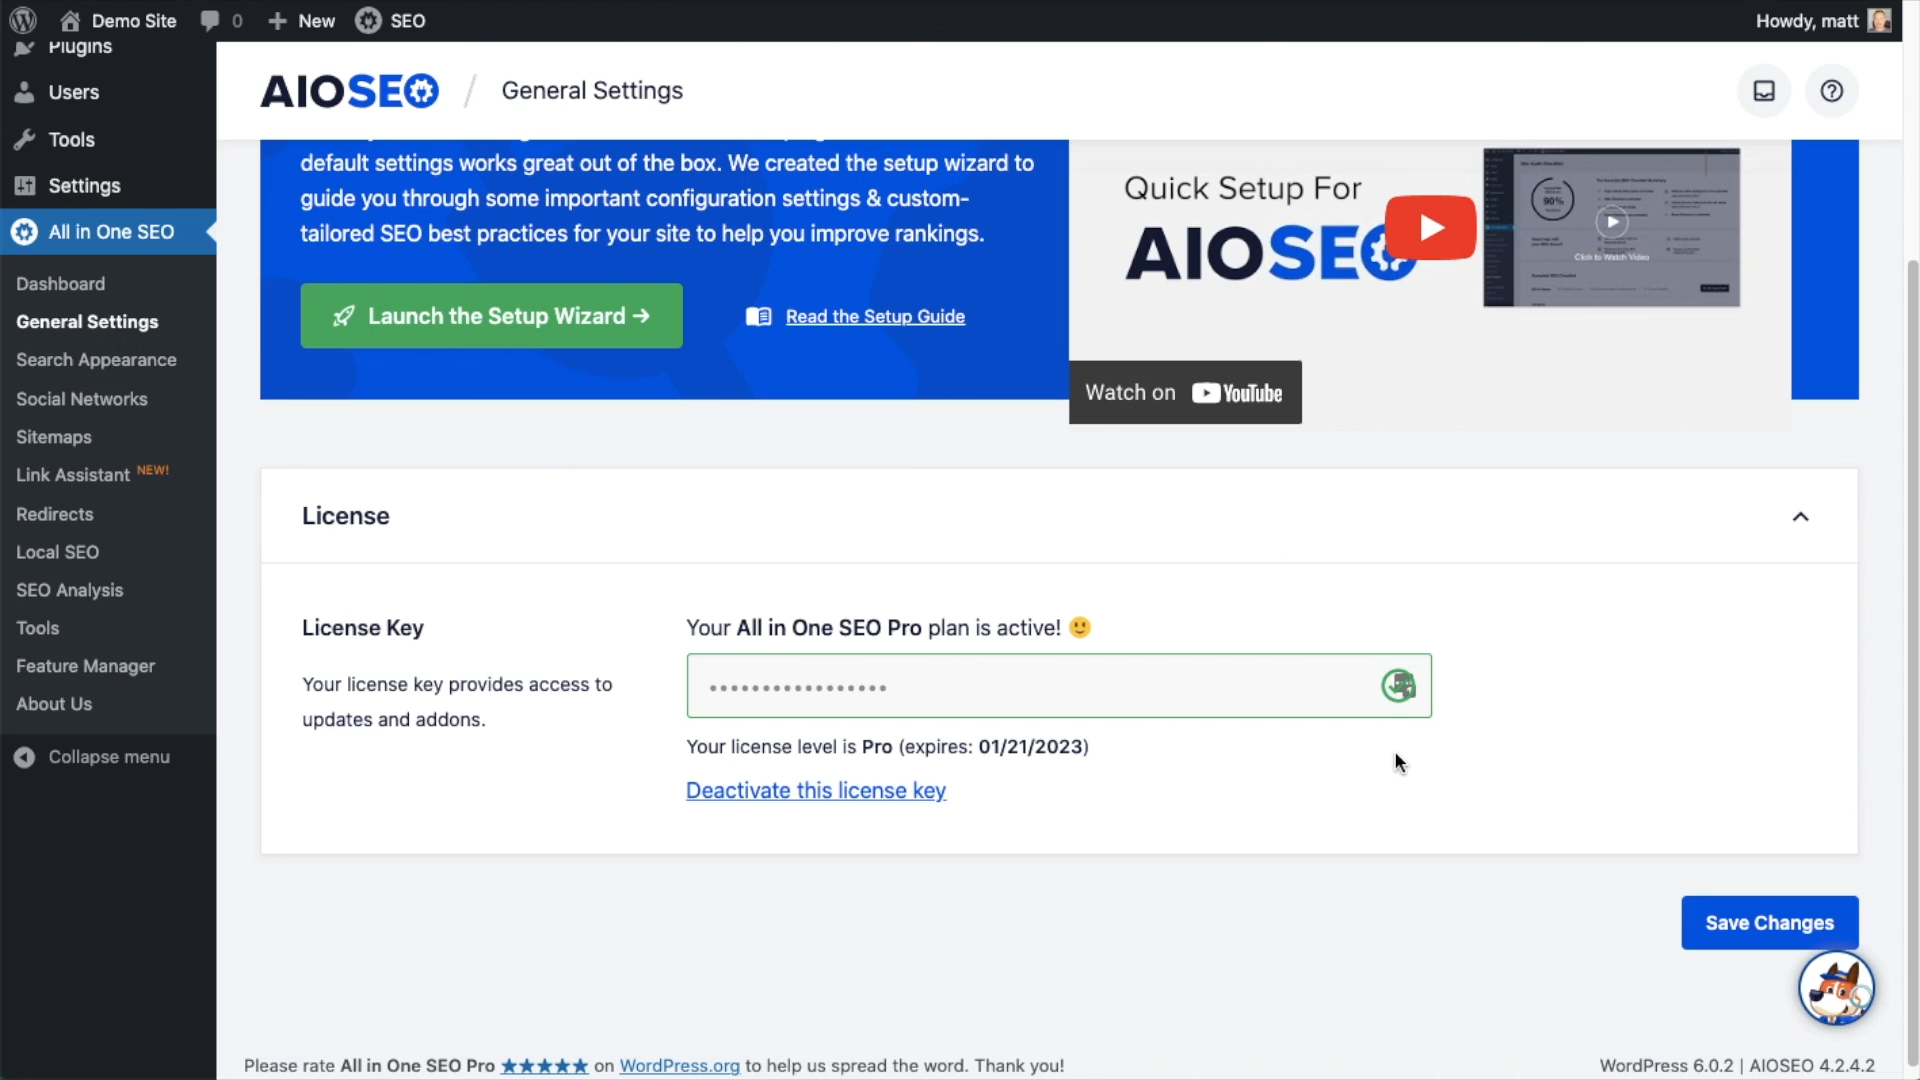 Demo Site 0 New SEO Howdy, matt
Plugins
Users
Tools
Settings
All in One SEO
Dashboard
General Settings
Search Appearance
Social Networks
Sitemaps
Link Assistant NEW!
Redirects
Local SEO
SEO Analysis
Tools
Feature Manager
About Us
Collapse menu
AIOSEO / General Settings
default settings works great out of the box. We created the setup wizard to
guide you through some important configuration settings & custom-
tailored SEO best practices for your site to help you improve rankings.
Launch the Setup Wizard →
Read the Setup Guide
Quick Setup For
AIOSEO
90%
Click to Watch Video
Watch on YouTube
License
License Key
Your license key provides access to
updates and addons.
Your All in One SEO Pro plan is active! 🙂
•••••••••••••••••
Your license level is Pro (expires: 01/21/2023)
Deactivate this license key
Save Changes
Please rate All in One SEO Pro ★★★★★ on WordPress.org to help us spread the word. Thank you!
WordPress 6.0.2 | AIOSEO 4.2.4.2